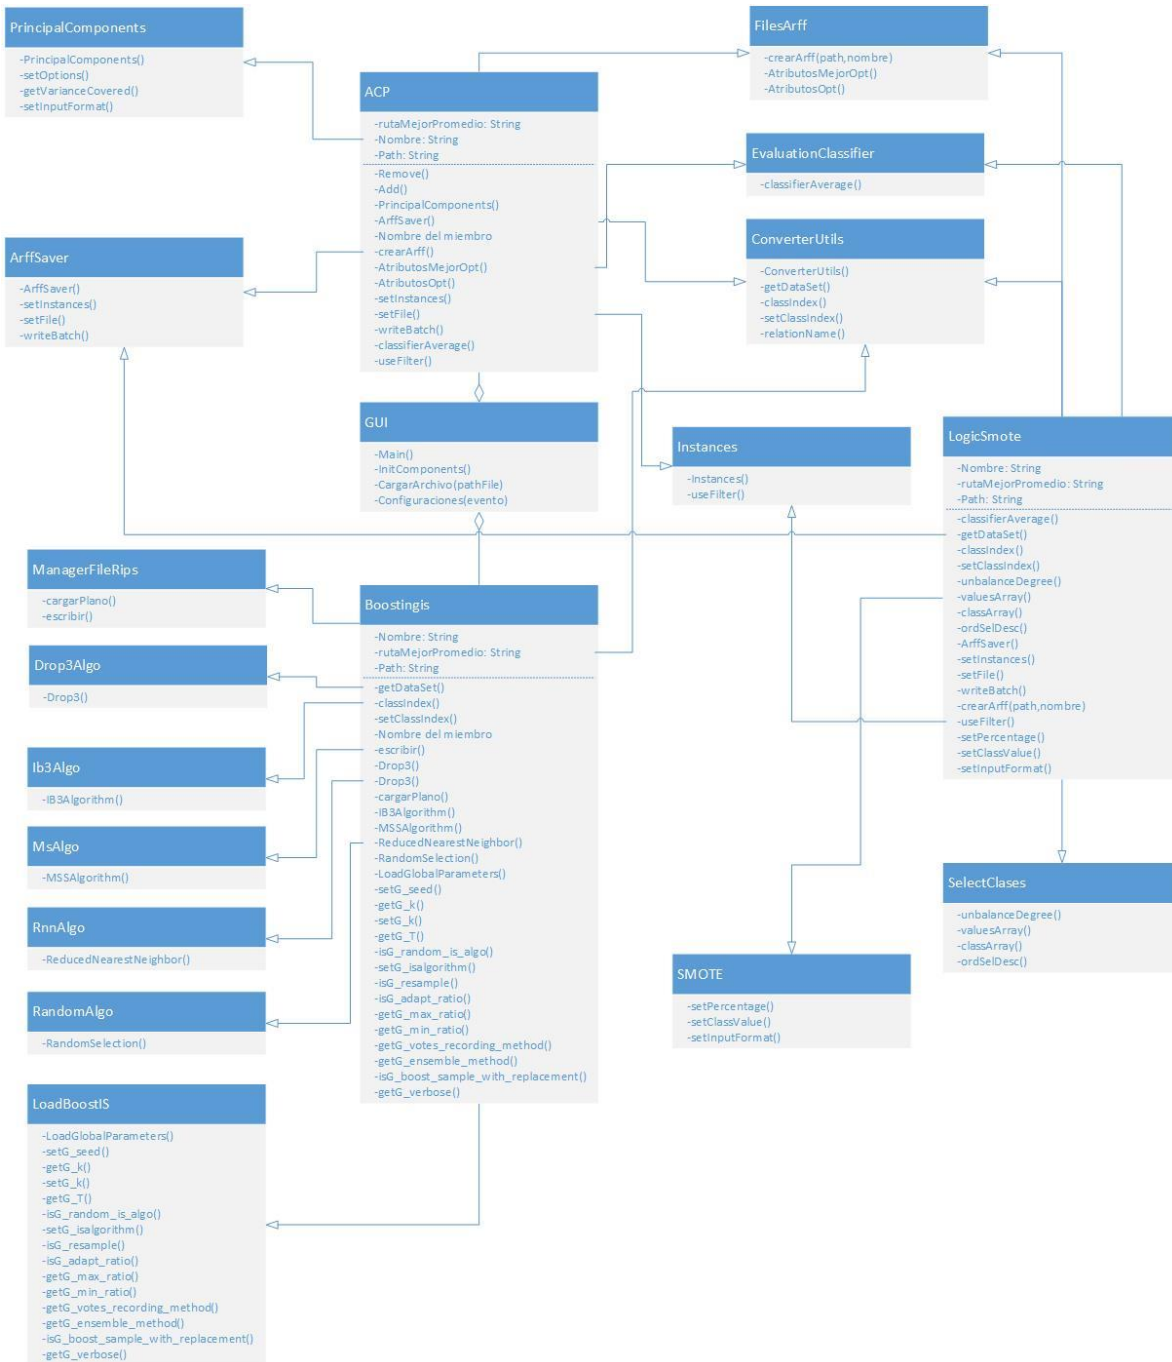 PrincipalComponents
-PrincipalComponents()
-setOptions()
-getVarianceCovered()
-setInputFormat()
FilesArff
-crearArff(path,nombre)
-AtributosMejorOpt()
-AtributosOpt()
ACP
-rutaMejorPromedio: String
-Nombre: String
-Path: String
-Remove()
-Add()
-PrincipalComponents()
-ArffSaver()
-Nombre del miembro
-crearArff()
-AtributosMejorOpt()
-AtributosOpt()
-setInstances()
-setFile()
-writeBatch()
-classifierAverage()
-useFilter()
EvaluationClassifier
-classifierAverage()
ConverterUtils
-ConverterUtils()
-getDataSet()
-classIndex()
-setClassIndex()
-relationName()
ArffSaver
-ArffSaver()
-setInstances()
-setFile()
-writeBatch()
GUI
-Main()
-InitComponents()
-CargarArchivo(pathFile)
-Configuraciones(evento)
Instances
-Instances()
-useFilter()
LogicSmote
-Nombre: String
-rutaMejorPromedio: String
-Path: String
-classifierAverage()
-getDataSet()
-classIndex()
-setClassIndex()
-unbalanceDegree()
-valuesArray()
-classArray()
-ordSelDesc()
-ArffSaver()
-setInstances()
-setFile()
-writeBatch()
-crearArff(path,nombre)
-useFilter()
-setPercentage()
-setClassValue()
-setInputFormat()
ManagerFileRips
-cargarPlano()
-escribir()
Drop3Algo
-Drop3()
Ib3Algo
-IB3Algorithm()
MsAlgo
-MSSAlgorithm()
RnnAlgo
-ReducedNearestNeighbor()
RandomAlgo
-RandomSelection()
Boostingis
-Nombre: String
-rutaMejorPromedio: String
-Path: String
-getDataSet()
-classIndex()
-setClassIndex()
-Nombre del miembro
-escribir()
-Drop3()
-Drop3()
-cargarPlano()
-IB3Algorithm()
-MSSAlgorithm()
-ReducedNearestNeighbor()
-RandomSelection()
-LoadGlobalParameters()
-setG_seed()
-getG_k()
-setG_k()
-getG_T()
-isG_random_is_algo()
-setG_isalgorithm()
-isG_resample()
-isG_adapt_ratio()
-getG_max_ratio()
-getG_min_ratio()
-getG_votes_recording_method()
-getG_ensemble_method()
-isG_boost_sample_with_replacement()
-getG_verbose()
SMOTE
-setPercentage()
-setClassValue()
-setInputFormat()
SelectClases
-unbalanceDegree()
-valuesArray()
-classArray()
-ordSelDesc()
LoadBoostIS
-LoadGlobalParameters()
-setG_seed()
-getG_k()
-setG_k()
-getG_T()
-isG_random_is_algo()
-setG_isalgorithm()
-isG_resample()
-isG_adapt_ratio()
-getG_max_ratio()
-getG_min_ratio()
-getG_votes_recording_method()
-getG_ensemble_method()
-isG_boost_sample_with_replacement()
-getG_verbose()